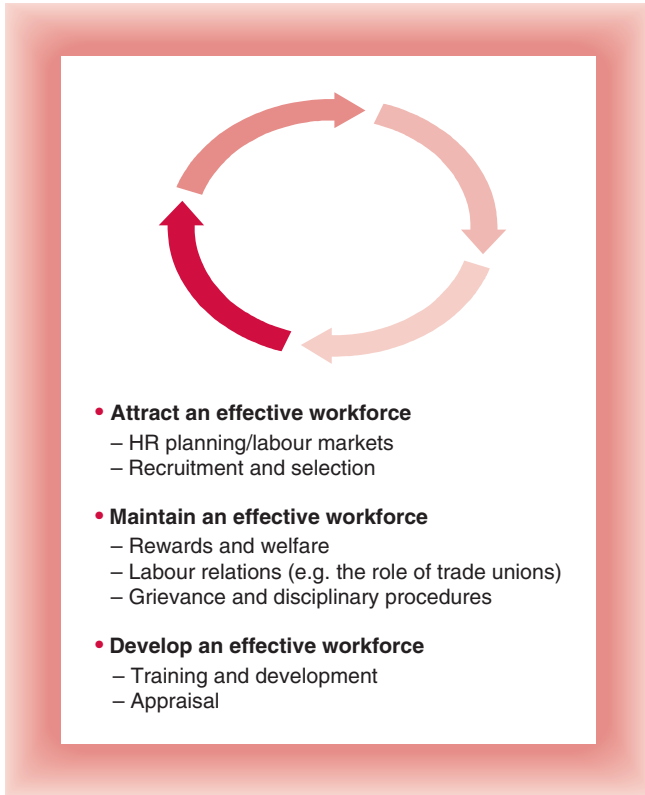 • Attract an effective workforce
– HR planning/labour markets
– Recruitment and selection
• Maintain an effective workforce
– Rewards and welfare
– Labour relations (e.g. the role of trade unions)
– Grievance and disciplinary procedures
• Develop an effective workforce
– Training and development
– Appraisal